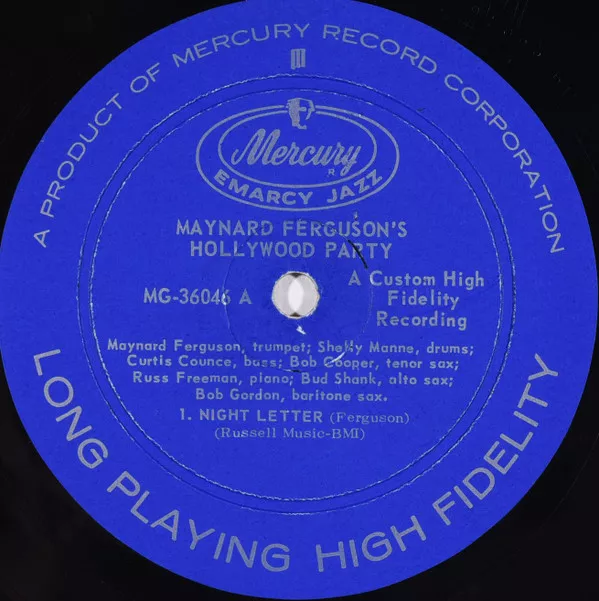 A PRODUCT OF MERCURY RECORD CORPORATION
Mercury
R
EMARCY JAZZ
MAYNARD FERGUSON'S
HOLLYWOOD PARTY
MG-36046 A
A Custom High
Fidelity
Recording
Maynard Ferguson, trumpet; Shelly Manne, drums;
Curtis Counce, bass; Bob Cooper, tenor sax;
Russ Freeman, piano; Bud Shank, alto sax;
Bob Gordon, baritone sax.
1. NIGHT LETTER (Ferguson)
(Russell Music-BMI)
LONG PLAYING HIGH FIDELITY